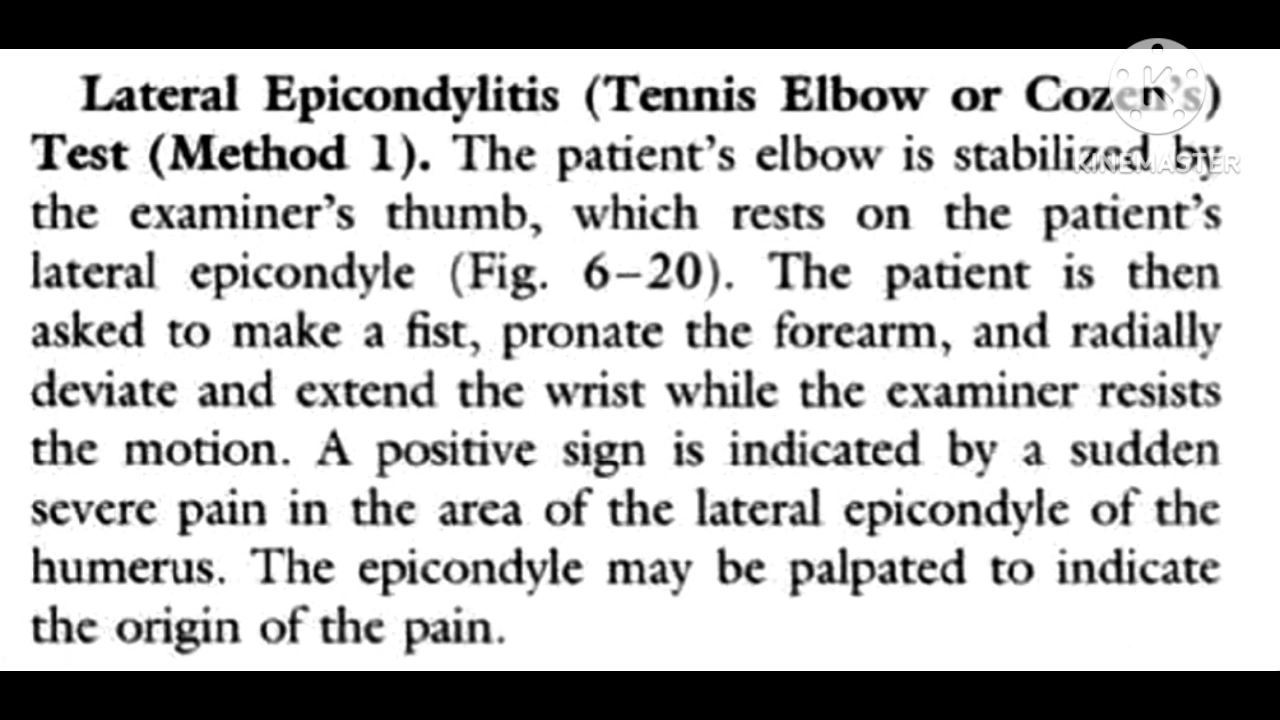 Lateral Epicondylitis (Tennis Elbow or Cozen's)
Test (Method 1). The patient's elbow is stabilized by
the examiner's thumb, which rests on the patient's
lateral epicondyle (Fig. 6–20). The patient is then
asked to make a fist, pronate the forearm, and radially
deviate and extend the wrist while the examiner resists
the motion. A positive sign is indicated by a sudden
severe pain in the area of the lateral epicondyle of the
humerus. The epicondyle may be palpated to indicate
the origin of the pain.
K
KINEMASTER